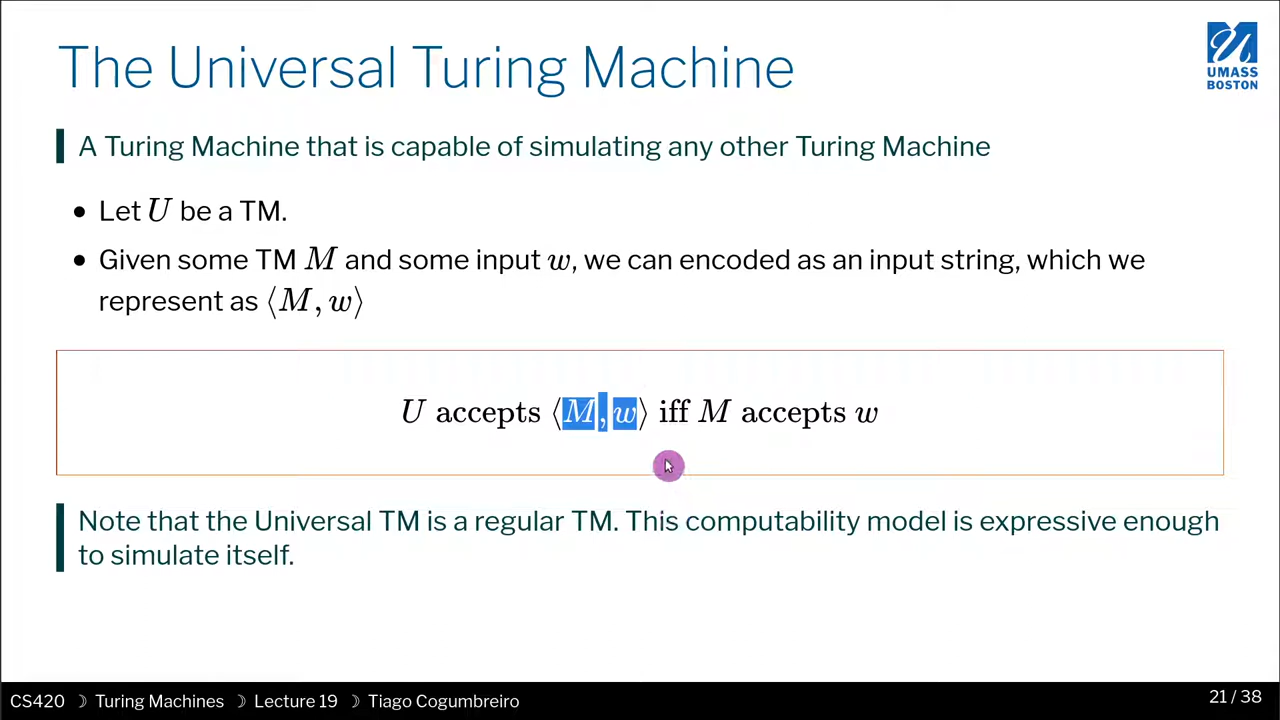 The Universal Turing Machine
UMASS
BOSTON
A Turing Machine that is capable of simulating any other Turing Machine
• Let U be a TM.
• Given some TM M and some input w, we can encoded as an input string, which we
represent as ⟨M, w⟩
U accepts ⟨M, w⟩ iff M accepts w
Note that the Universal TM is a regular TM. This computability model is expressive enough
to simulate itself.
CS420 ☽ Turing Machines ☽ Lecture 19 ☽ Tiago Cogumbreiro
21 / 38